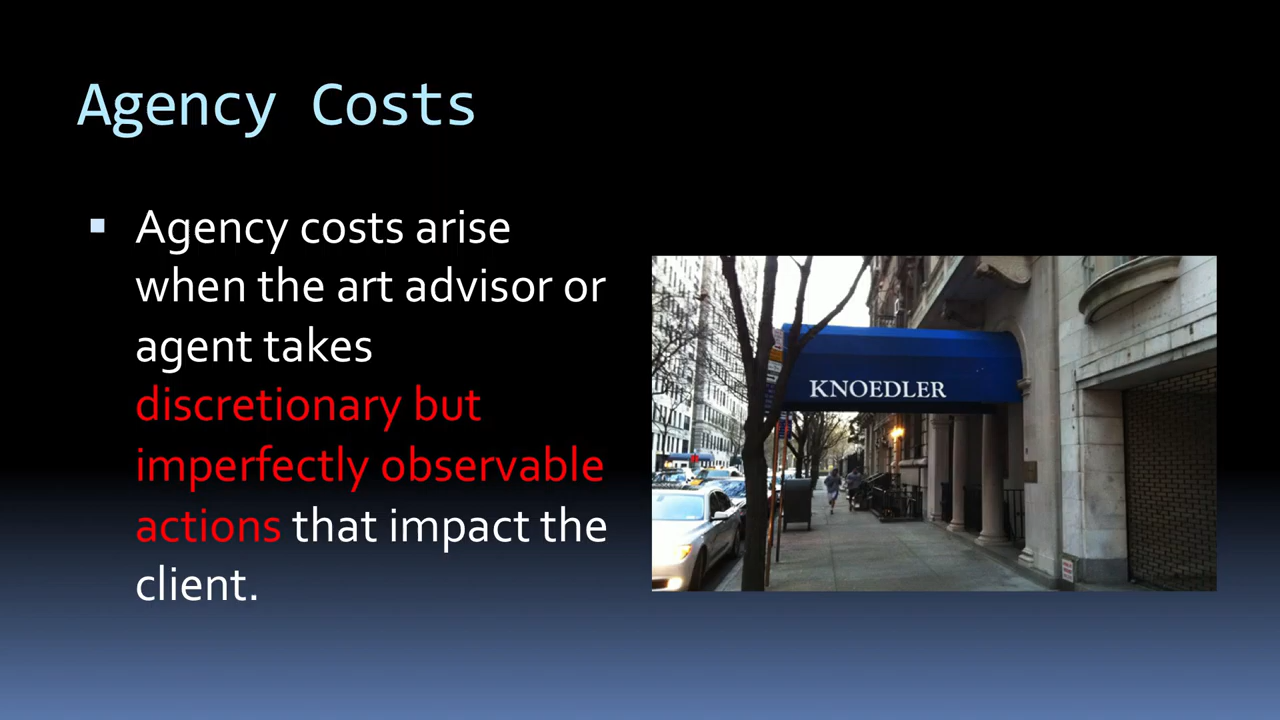 Agency Costs
Agency costs arise
when the art advisor or
agent takes
discretionary but
imperfectly observable
actions that impact the
client.
KNOEDLER